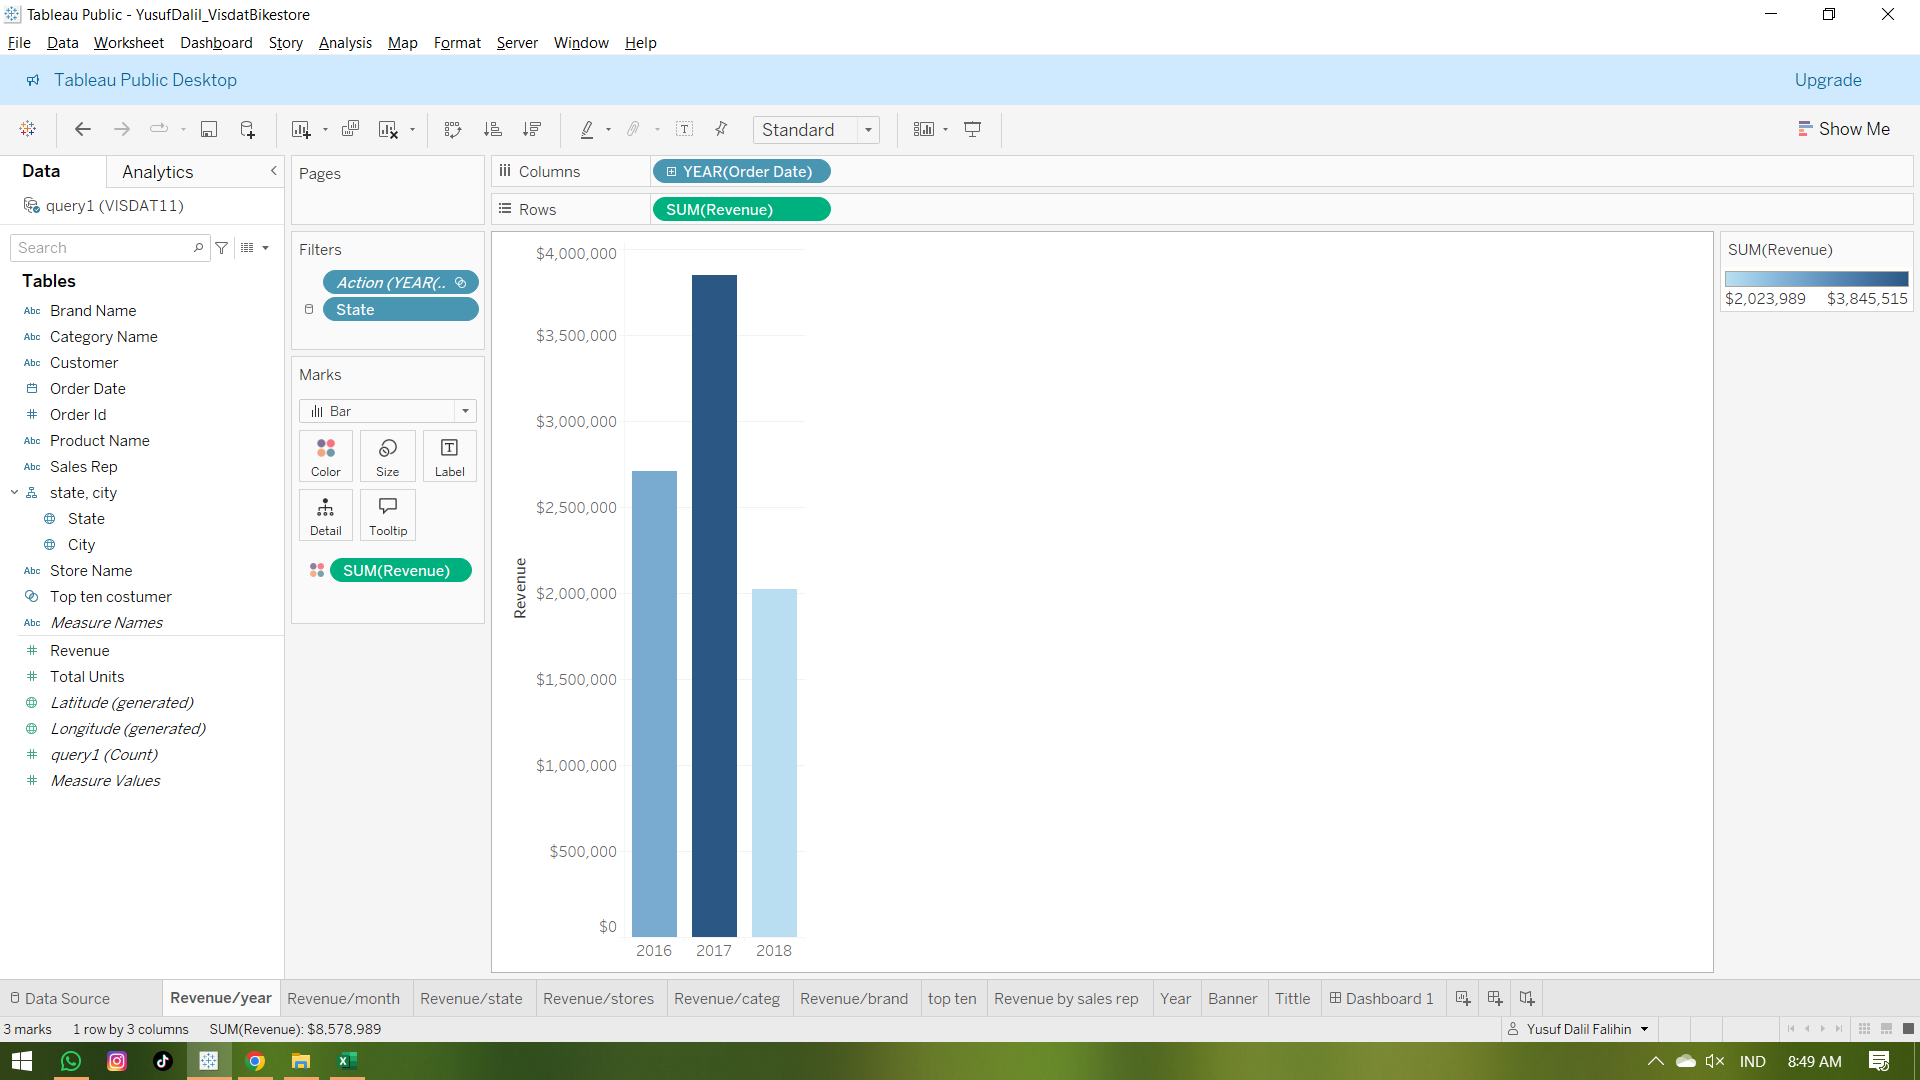 Tableau Public - YusufDalil_VisdatBikestore
File Data Worksheet Dashboard Story Analysis Map Format Server Window Help
Tableau Public Desktop
Upgrade
Standard
Show Me
Data
Analytics
query1 (VISDAT11)
Search
Tables
Abc Brand Name
Abc Category Name
Abc Customer
Order Date
# Order Id
Abc Product Name
Abc Sales Rep
state, city
State
City
Abc Store Name
Top ten costumer
Abc Measure Names
# Revenue
# Total Units
Latitude (generated)
Longitude (generated)
# query1 (Count)
# Measure Values
Pages
Filters
Action (YEAR(..
State
Marks
Bar
Color
Size
Label
Detail
Tooltip
SUM(Revenue)
Columns
YEAR(Order Date)
Rows
SUM(Revenue)
$4,000,000
$3,500,000
$3,000,000
$2,500,000
$2,000,000
$1,500,000
$1,000,000
$500,000
$0
Revenue
2016 2017 2018
SUM(Revenue)
$2,023,989 $3,845,515
Data Source Revenue/year Revenue/month Revenue/state Revenue/stores Revenue/categ Revenue/brand top ten Revenue by sales rep Year Banner Tittle Dashboard 1
3 marks 1 row by 3 columns SUM(Revenue): $8,578,989
Yusuf Dalil Falihin
IND 8:49 AM